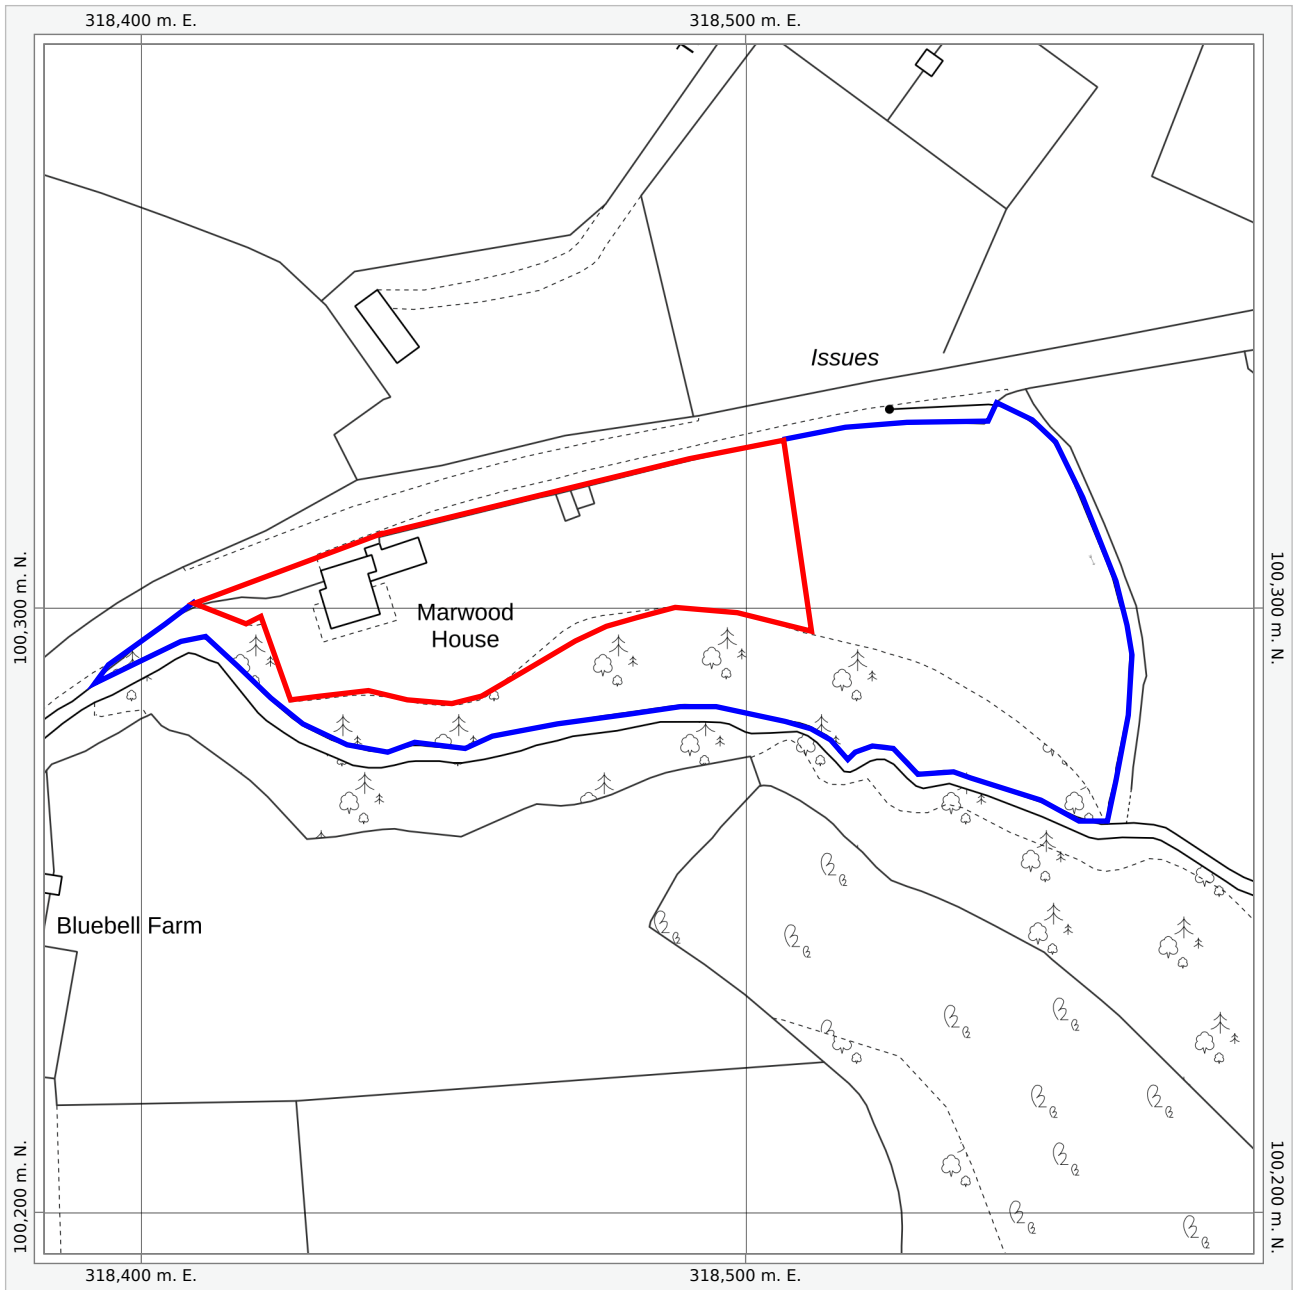 318,400 m. E.
318,500 m. E.
Issues
100,300 m. N.
100,300 m. N.
Marwood
House
Bluebell Farm
100,200 m. N.
100,200 m. N.
318,400 m. E.
318,500 m. E.